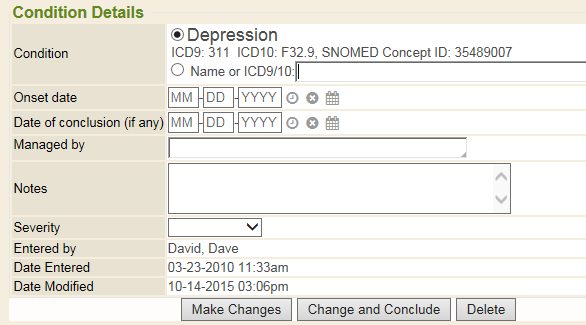 Condition Details
Condition
Depression
ICD9: 311 ICD10: F32.9, SNOMED Concept ID: 35489007
Name or ICD9/10:
Onset date MM - DD - YYYY
Date of conclusion (if any) MM - DD - YYYY
Managed by
Notes
Severity
Entered by David, Dave
Date Entered 03-23-2010 11:33am
Date Modified 10-14-2015 03:06pm
Make Changes Change and Conclude Delete